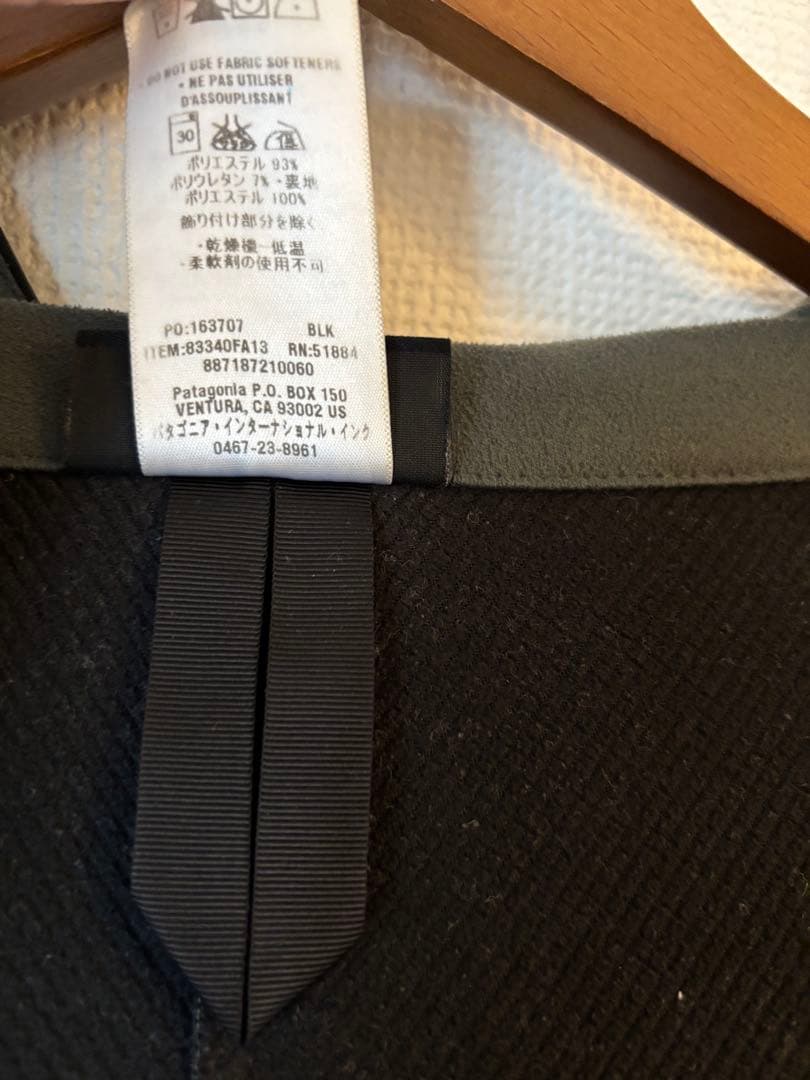 DO NOT USE FABRIC SOFTENERS
• NE PAS UTILISER
D'ASSOUPLISSANT
30 低
ポリエステル 93%
ポリウレタン 7%・裏地
ポリエステル 100%
飾り付け部分を除く
・乾燥機－低温
・柔軟剤の使用不可
PO:163707 BLK
ITEM:83340FA13 RN:51884
887187210060
Patagonia P.O. BOX 150
VENTURA, CA 93002 US
パタゴニア・インターナショナル・インク
0467-23-8961